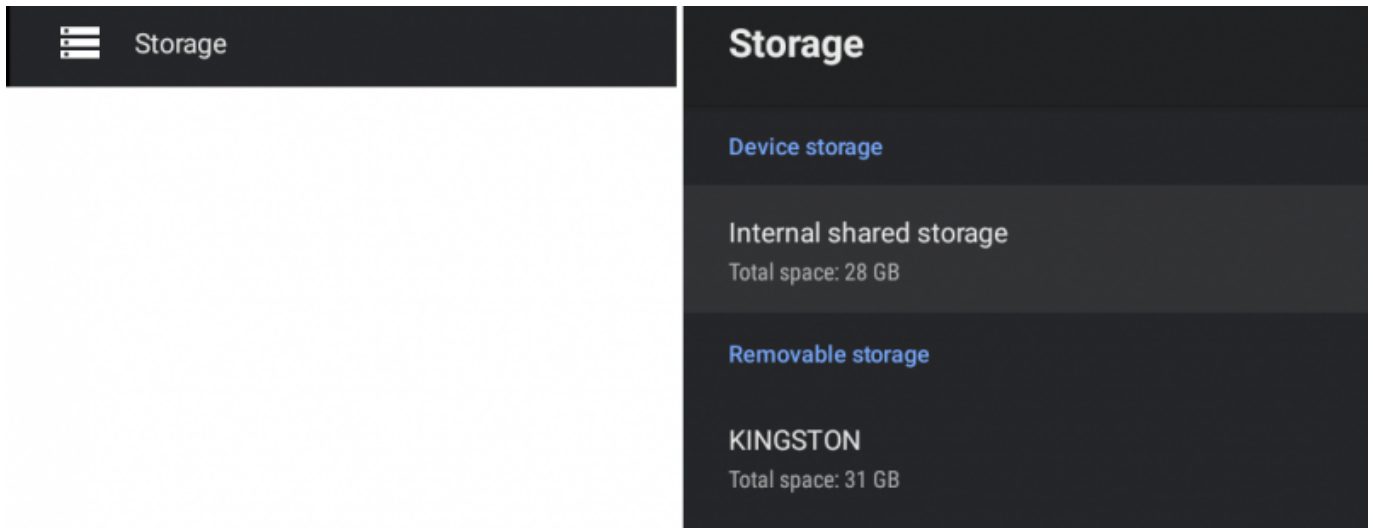 Storage
Storage
Device storage
Internal shared storage
Total space: 28 GB
Removable storage
KINGSTON
Total space: 31 GB